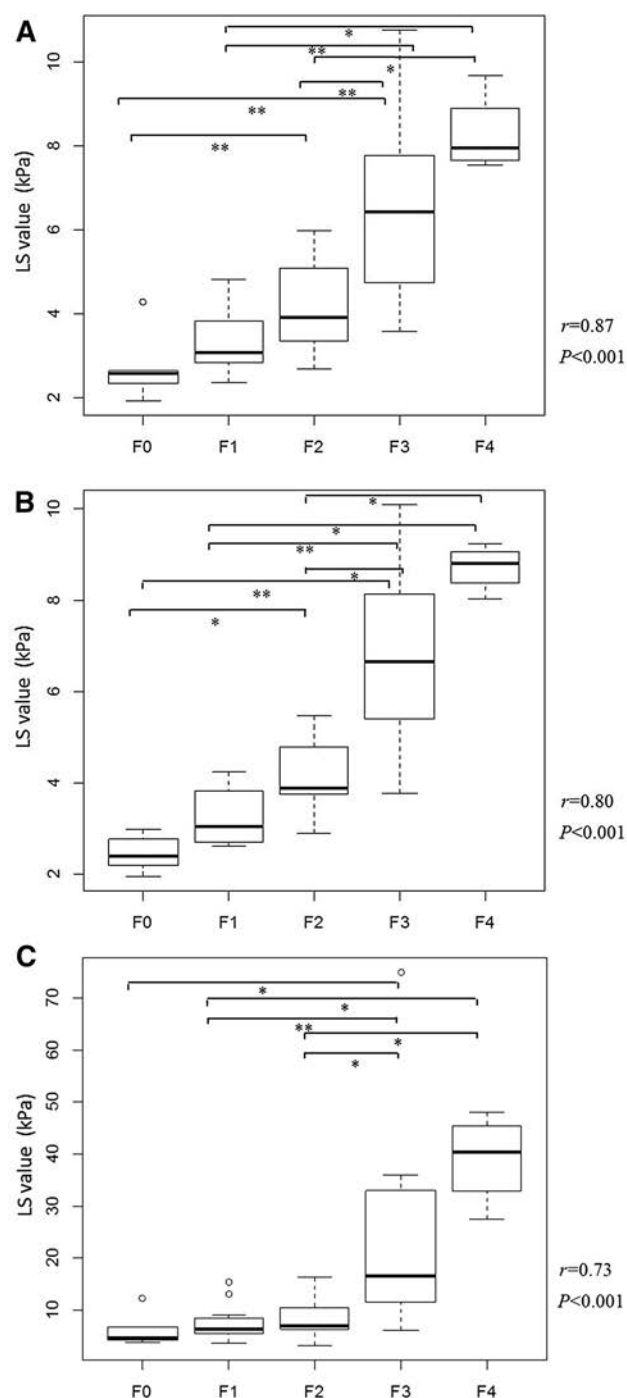 A
LS value (kPa)
10
8
6
4
2
*
**
*
**
**
**
F0 F1 F2 F3 F4
r=0.87
P<0.001
B
LS value (kPa)
10
8
6
4
2
*
*
**
*
**
*
F0 F1 F2 F3 F4
r=0.80
P<0.001
C
LS value (kPa)
70
60
50
40
30
20
10
*
*
**
*
*
F0 F1 F2 F3 F4
r=0.73
P<0.001